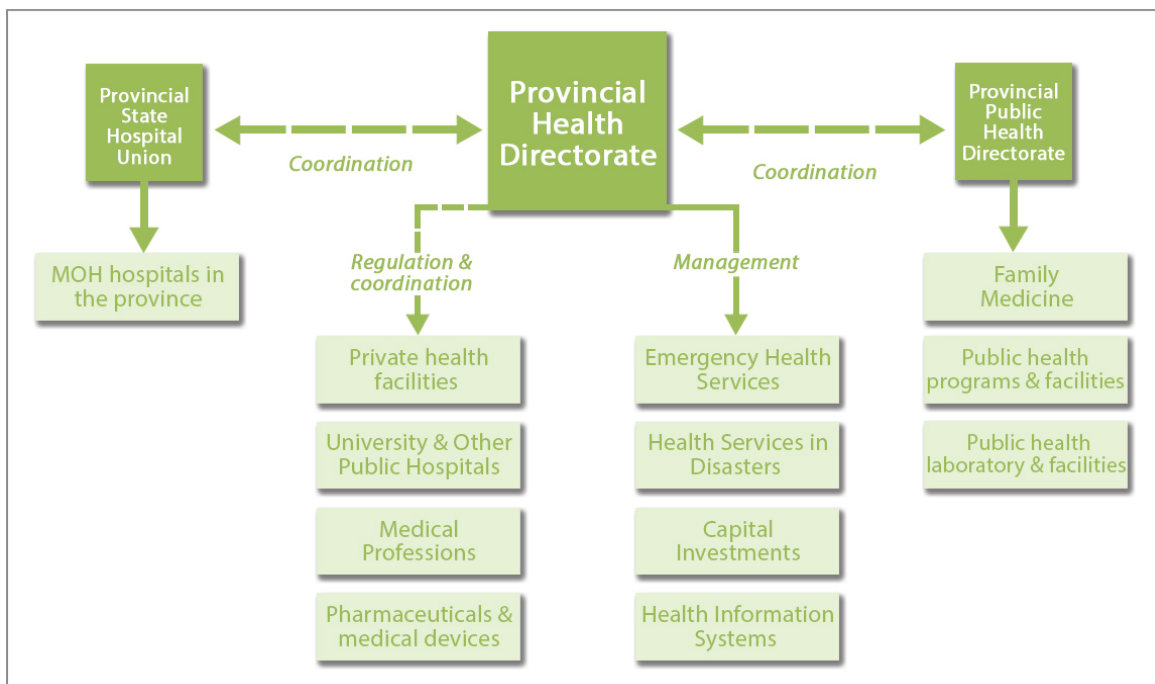 Provincial
State
Hospital
Union
Coordination
Provincial
Health
Directorate
Coordination
Provincial
Public
Health
Directorate
MOH hospitals in
the province
Regulation &
coordination
Management
Family
Medicine
Private health
facilities
Emergency Health
Services
Public health
programs & facilities
University & Other
Public Hospitals
Health Services in
Disasters
Public health
laboratory & facilities
Medical
Professions
Capital
Investments
Pharmaceuticals &
medical devices
Health Information
Systems